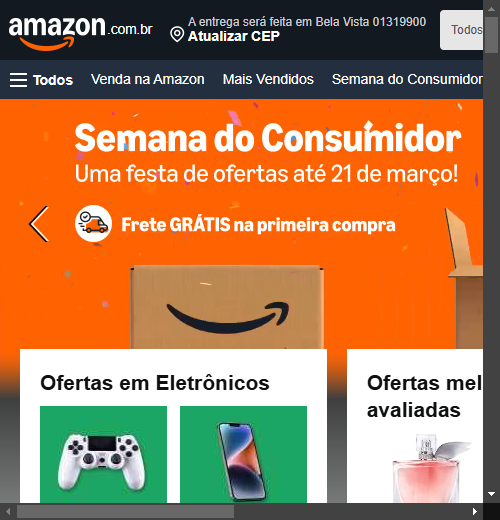 amazon.com.br
A entrega será feita em Bela Vista 01319900
Atualizar CEP
Todos
Todos
Venda na Amazon
Mais Vendidos
Semana do Consumidor
Semana do Consumidor
Uma festa de ofertas até 21 de março!
Frete GRÁTIS na primeira compra
Ofertas em Eletrônicos
Ofertas mel
avaliadas